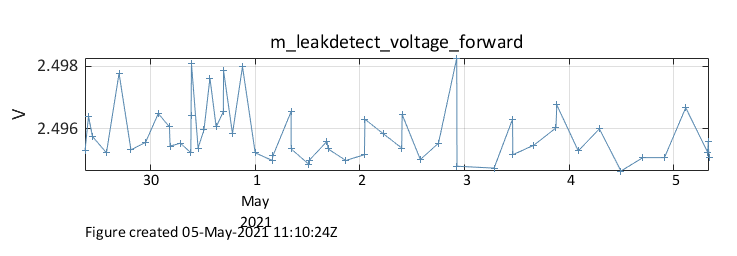 m_leakdetect_voltage_forward
2.498
2.496
V
30 1 2 3 4 5
May
2021
Figure created 05-May-2021 11:10:24Z